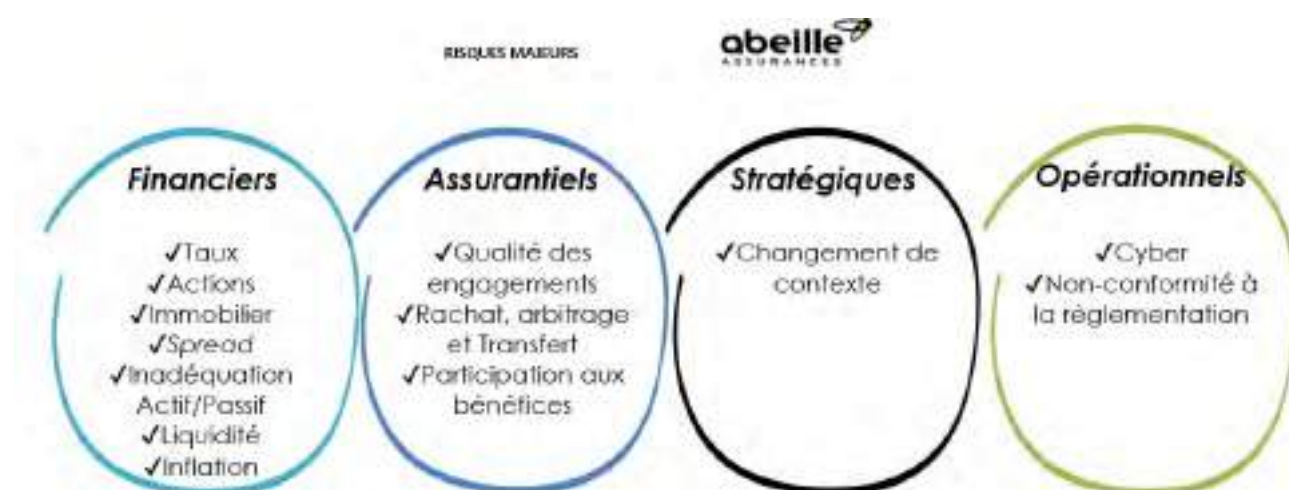 RISQUES MAJEURS
abeille
ASSURANCES
Financiers
✓Taux
✓Actions
✓Immobilier
✓Spread
✓Inadéquation
Actif/Passif
✓Liquidité
✓Inflation
Assurantiels
✓Qualité des
engagements
✓Rachat, arbitrage
et Transfert
✓Participation aux
bénéfices
Stratégiques
✓Changement de
contexte
Opérationnels
✓Cyber
✓Non-conformité à
la règlementation